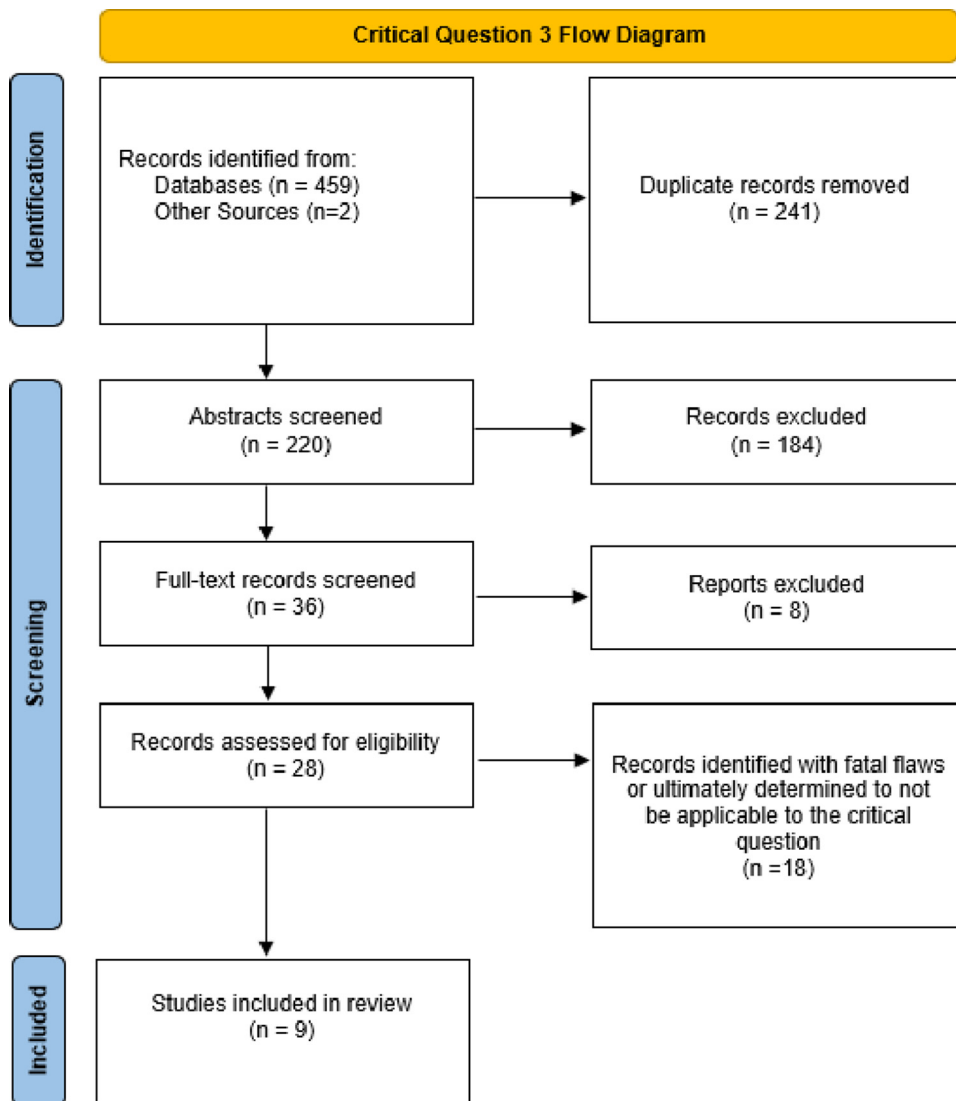 Critical Question 3 Flow Diagram
Identification
Records identified from:
Databases (n = 459)
Other Sources (n=2)
Duplicate records removed
(n = 241)
Screening
Abstracts screened
(n = 220)
Records excluded
(n = 184)
Full-text records screened
(n = 36)
Reports excluded
(n = 8)
Records assessed for eligibility
(n = 28)
Records identified with fatal flaws
or ultimately determined to not
be applicable to the critical
question
(n =18)
Included
Studies included in review
(n = 9)